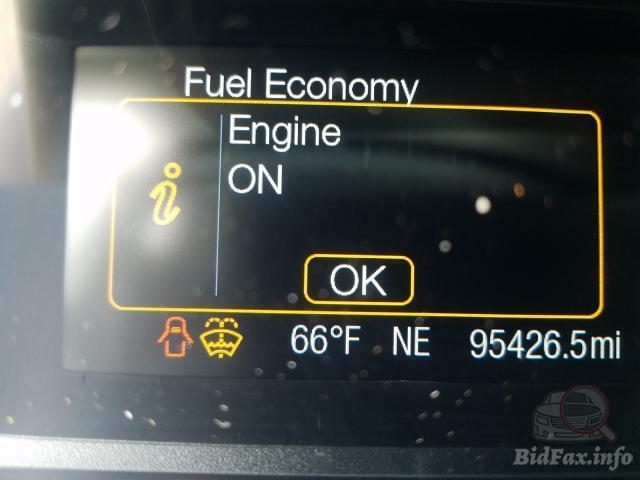 Fuel Economy
Engine
ON
OK
66°F NE 95426.5mi
BidFax.info